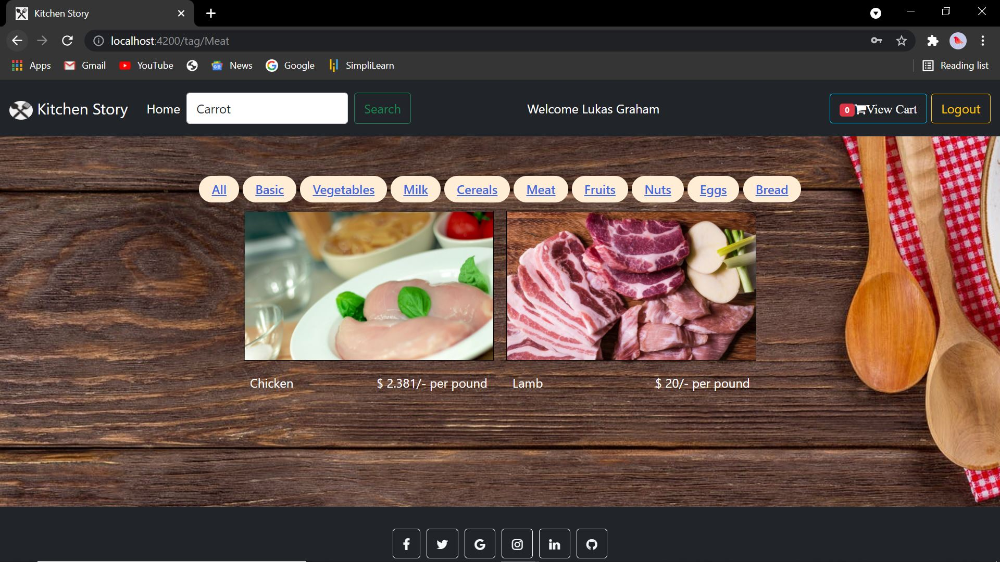 Kitchen Story
localhost:4200/tag/Meat
Apps Gmail YouTube News Google SimpliLearn Reading list
Kitchen Story Home Carrot Search Welcome Lukas Graham 0 View Cart Logout
All Basic Vegetables Milk Cereals Meat Fruits Nuts Eggs Bread
Chicken $ 2.381/- per pound Lamb $ 20/- per pound